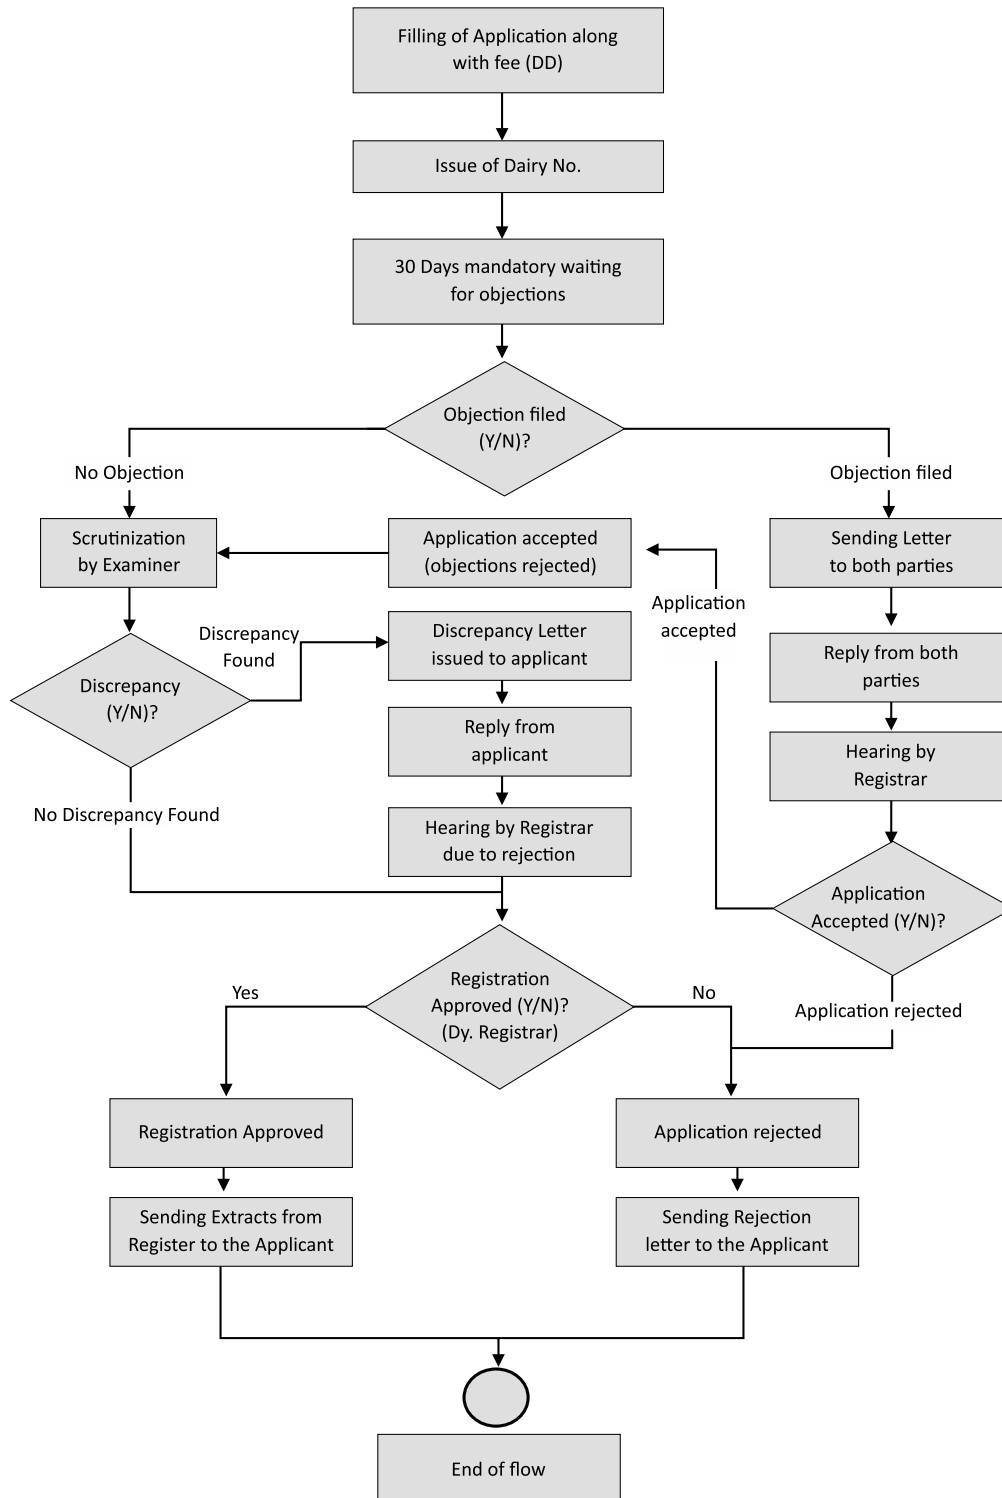 Filling of Application along
with fee (DD)
Issue of Dairy No.
30 Days mandatory waiting
for objections
Objection filed
(Y/N)?
No Objection
Objection filed
Scrutinization
by Examiner
Application accepted
(objections rejected)
Sending Letter
to both parties
Application
accepted
Discrepancy
Found
Discrepancy Letter
issued to applicant
Reply from both
parties
Discrepancy
(Y/N)?
Reply from
applicant
Hearing by
Registrar
No Discrepancy Found
Hearing by Registrar
due to rejection
Application
Accepted (Y/N)?
Registration
Approved (Y/N)?
(Dy. Registrar)
Yes
No
Application rejected
Registration Approved
Application rejected
Sending Extracts from
Register to the Applicant
Sending Rejection
letter to the Applicant
End of flow